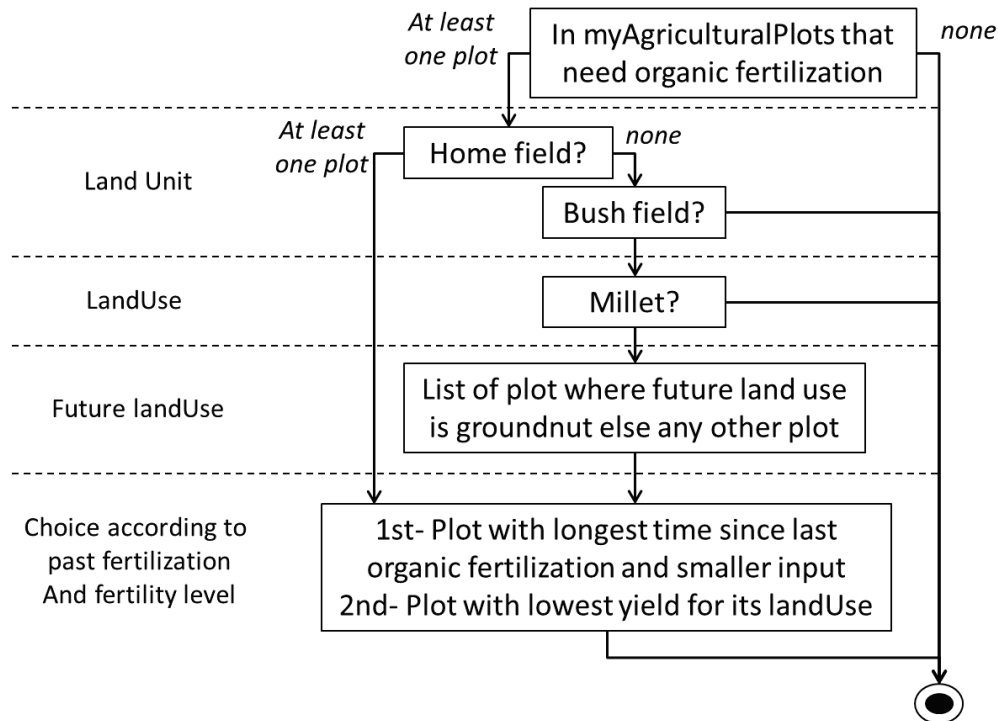 At least
one plot
In myAgriculturalPlots that
need organic fertilization
none
At least
one plot
Home field?
none
Land Unit
Bush field?
LandUse
Millet?
Future landUse
List of plot where future land use
is groundnut else any other plot
Choice according to
past fertilization
And fertility level
1st- Plot with longest time since last
organic fertilization and smaller input
2nd- Plot with lowest yield for its landUse